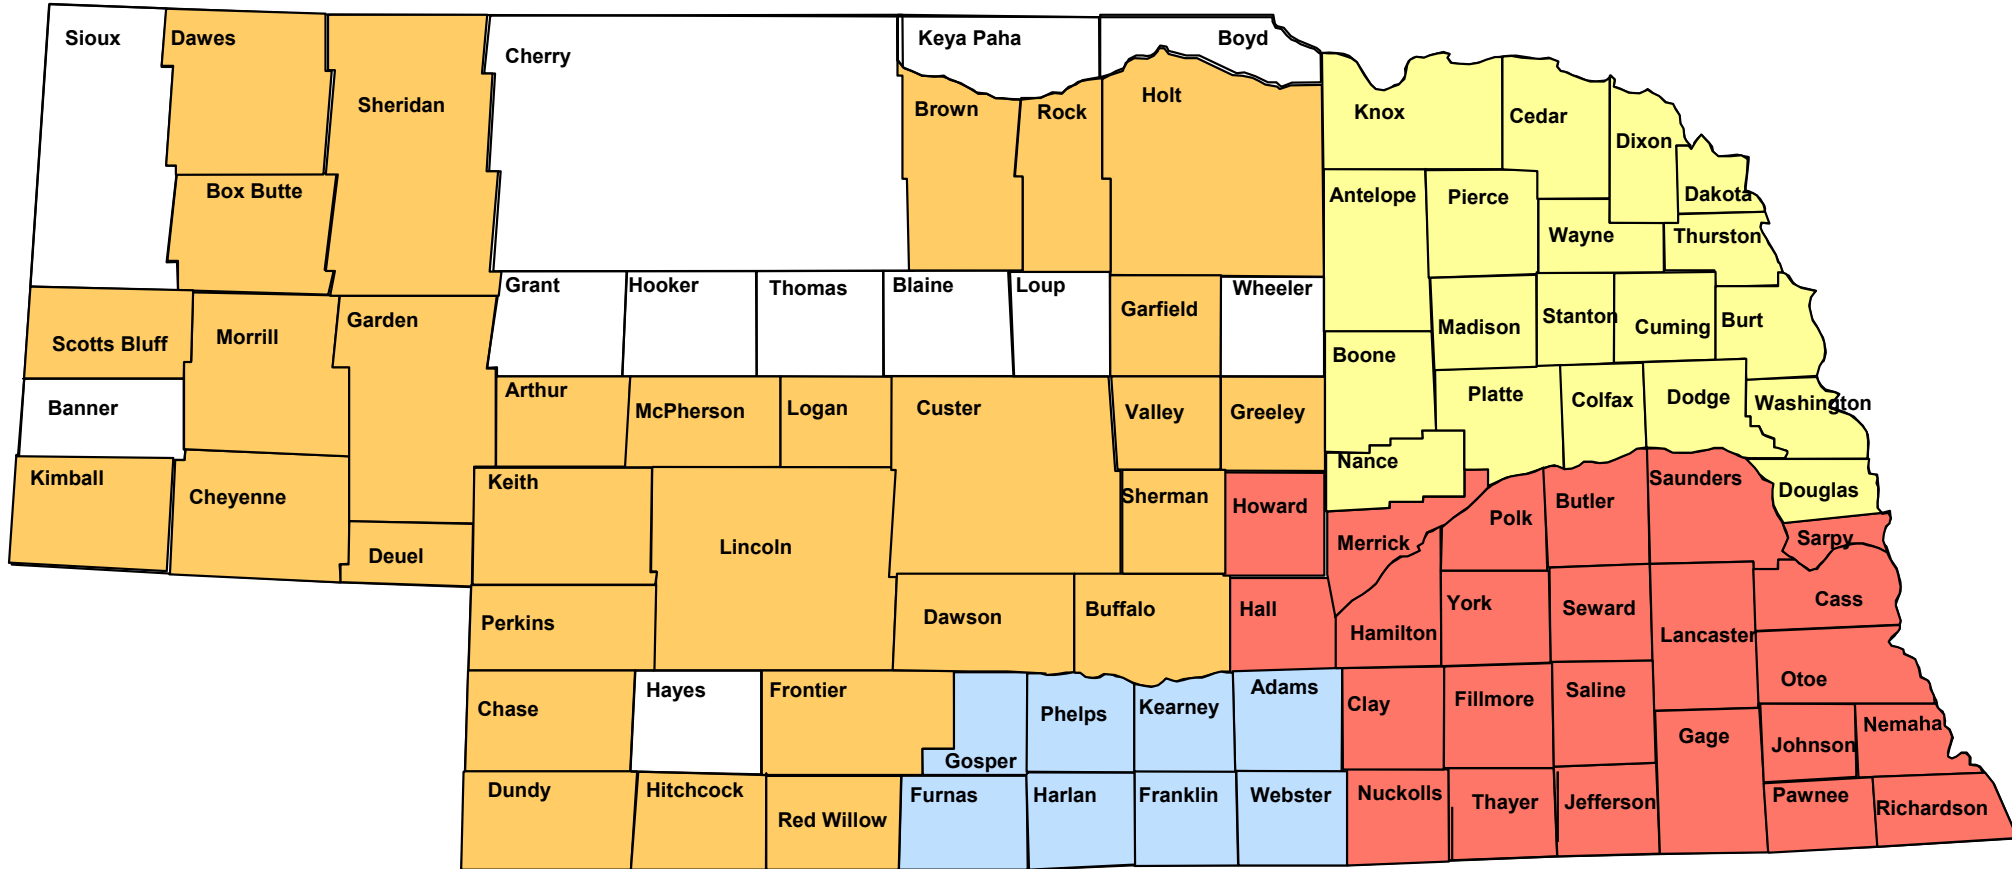 Sioux
Dawes
Cherry
Keya Paha
Boyd
Sheridan
Brown
Rock
Holt
Knox
Cedar
Dixon
Box Butte
Antelope
Pierce
Dakota
Wayne
Thurston
Grant
Hooker
Thomas
Blaine
Loup
Wheeler
Garfield
Scotts Bluff
Morrill
Garden
Madison
Stanton
Cuming
Burt
Boone
Banner
Arthur
McPherson
Logan
Custer
Valley
Greeley
Platte
Colfax
Dodge
Washington
Kimball
Cheyenne
Keith
Sherman
Howard
Nance
Saunders
Douglas
Butler
Polk
Merrick
Sarpy
Deuel
Lincoln
Perkins
Dawson
Buffalo
Hall
Hamilton
York
Seward
Lancaster
Cass
Chase
Hayes
Frontier
Gosper
Phelps
Kearney
Adams
Clay
Fillmore
Saline
Gage
Otoe
Johnson
Nemaha
Dundy
Hitchcock
Red Willow
Furnas
Harlan
Franklin
Webster
Nuckolls
Thayer
Jefferson
Pawnee
Richardson